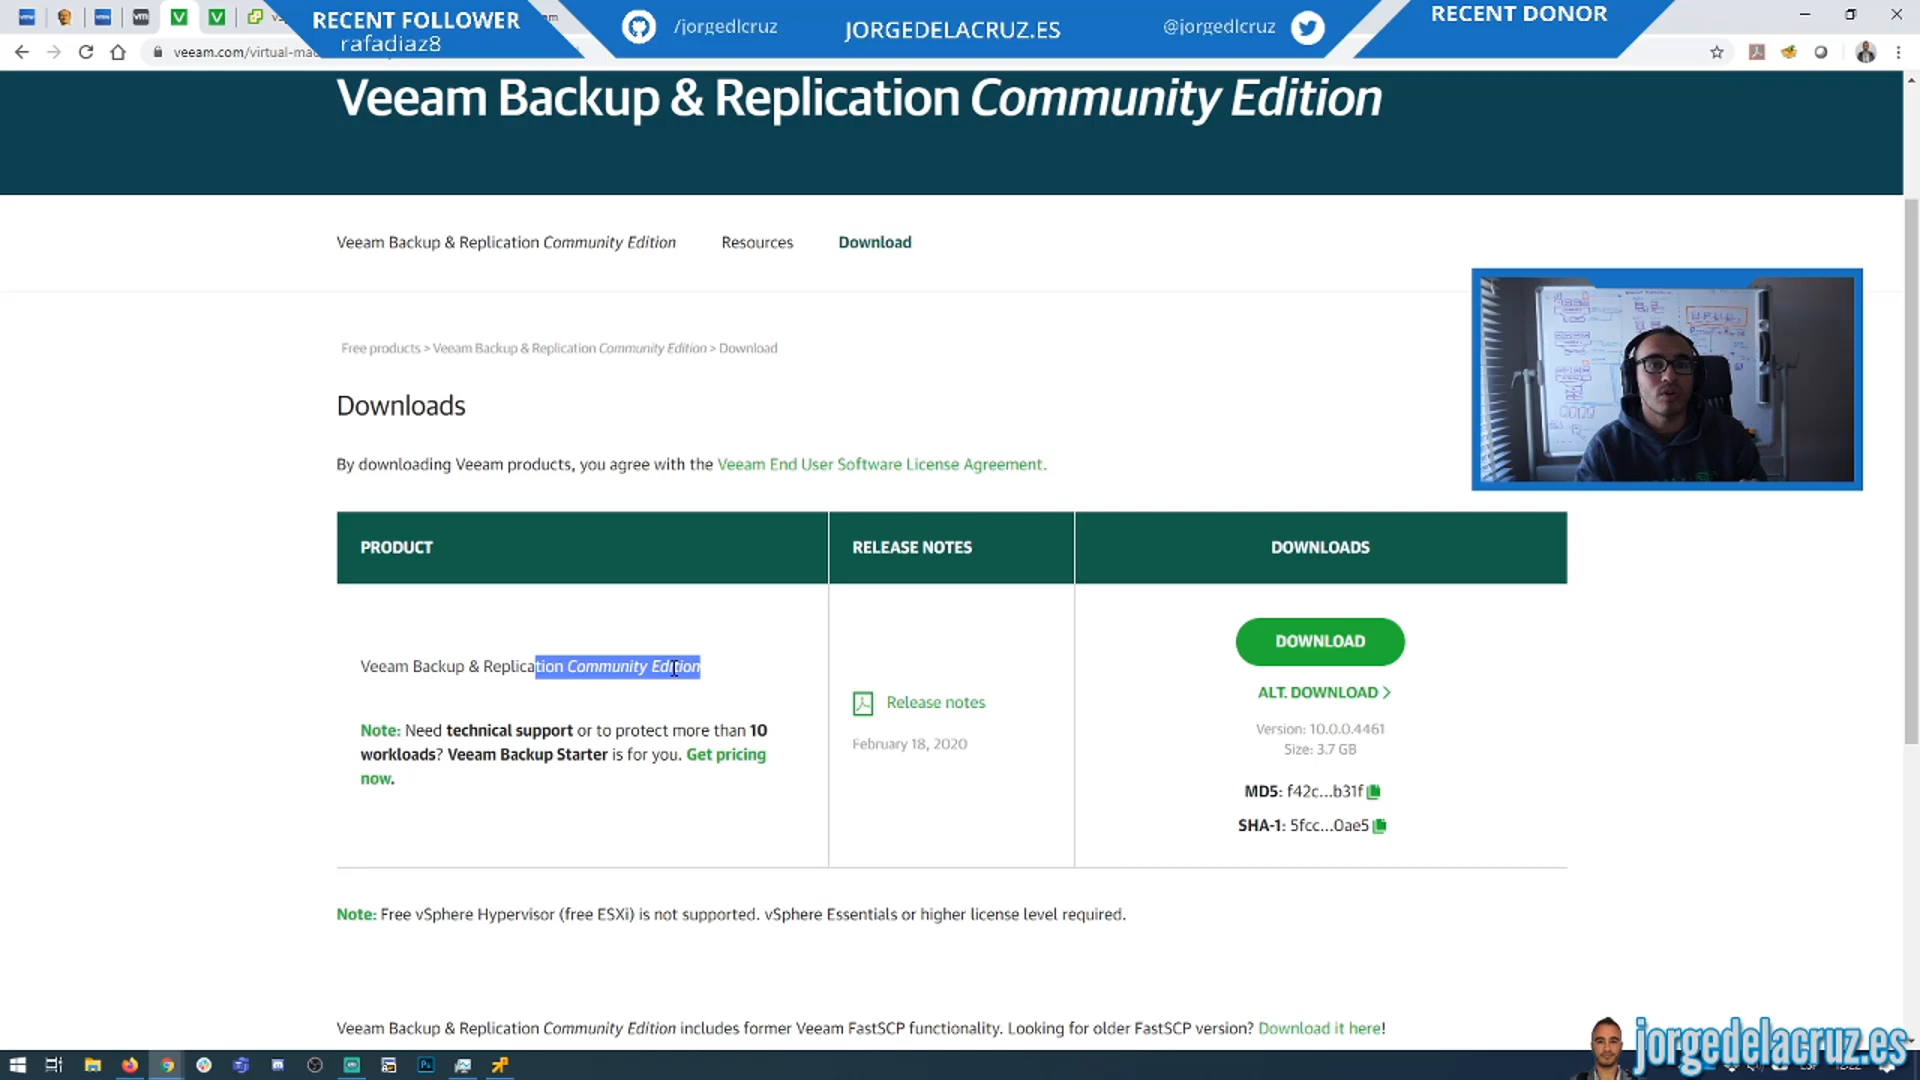 RECENT FOLLOWER
rafadiaz8
/jorgedlcruz
JORGEDELACRUZ.ES
@jorgedlcruz
RECENT DONOR
veeam.com/virtual-mac
Veeam Backup & Replication Community Edition
Veeam Backup & Replication Community Edition
Resources
Download
Free products > Veeam Backup & Replication Community Edition > Download
Downloads
By downloading Veeam products, you agree with the Veeam End User Software License Agreement.
PRODUCT
RELEASE NOTES
DOWNLOADS
Veeam Backup & Replication Community Edition
Note: Need technical support or to protect more than 10
workloads? Veeam Backup Starter is for you. Get pricing
now.
Release notes
February 18, 2020
DOWNLOAD
ALT. DOWNLOAD >
Version: 10.0.0.4461
Size: 3.7 GB
MD5: f42c...b31f
SHA-1: 5fcc...0ae5
Note: Free vSphere Hypervisor (free ESXi) is not supported. vSphere Essentials or higher license level required.
Veeam Backup & Replication Community Edition includes former Veeam FastSCP functionality. Looking for older FastSCP version? Download it here!
jorgedelacruz.es